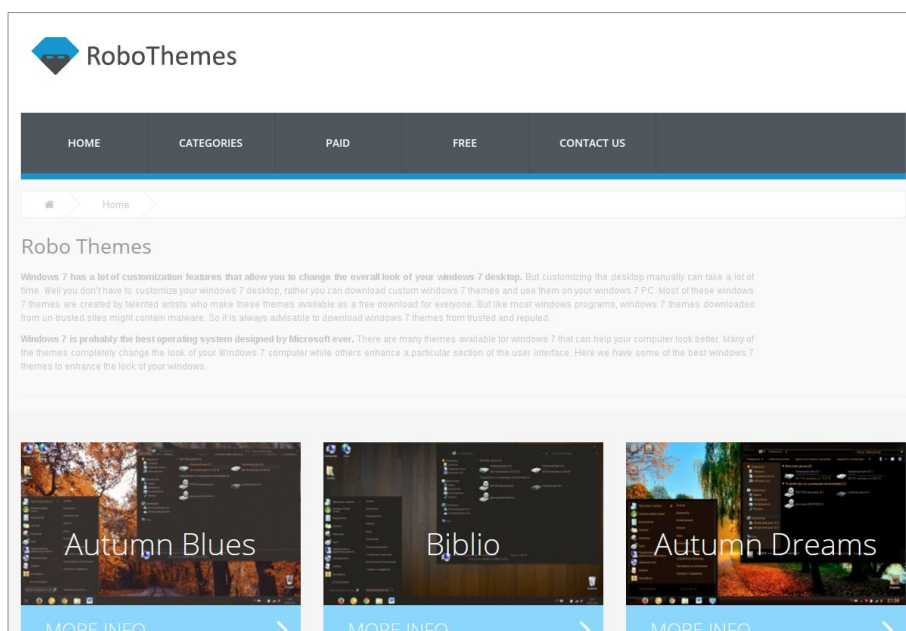 RoboThemes
HOME CATEGORIES PAID FREE CONTACT US
Home
Robo Themes
Windows 7 has a lot of customization features that allow you to change the overall look of your windows 7 desktop. But customizing the desktop manually can take a lot of
time. Well you don't have to customize your windows 7 desktop, rather you can download custom windows 7 themes and use them on your windows 7 PC. Most of these windows
7 themes are created by talented artists who make these themes available as a free download for everyone. But like most windows programs, windows 7 themes downloaded
from un-trusted sites might contain malware. So it is always advisable to download windows 7 themes from trusted and reputed.
Windows 7 is probably the best operating system designed by Microsoft ever. There are many themes available for windows 7 that can help your computer look better. Many of
the themes completely change the look of your Windows 7 computer while others enhance a particular section of the user interface. Here we have some of the best windows 7
themes to enhance the look of your windows.
Autumn Blues Biblio Autumn Dreams
MORE INFO MORE INFO MORE INFO